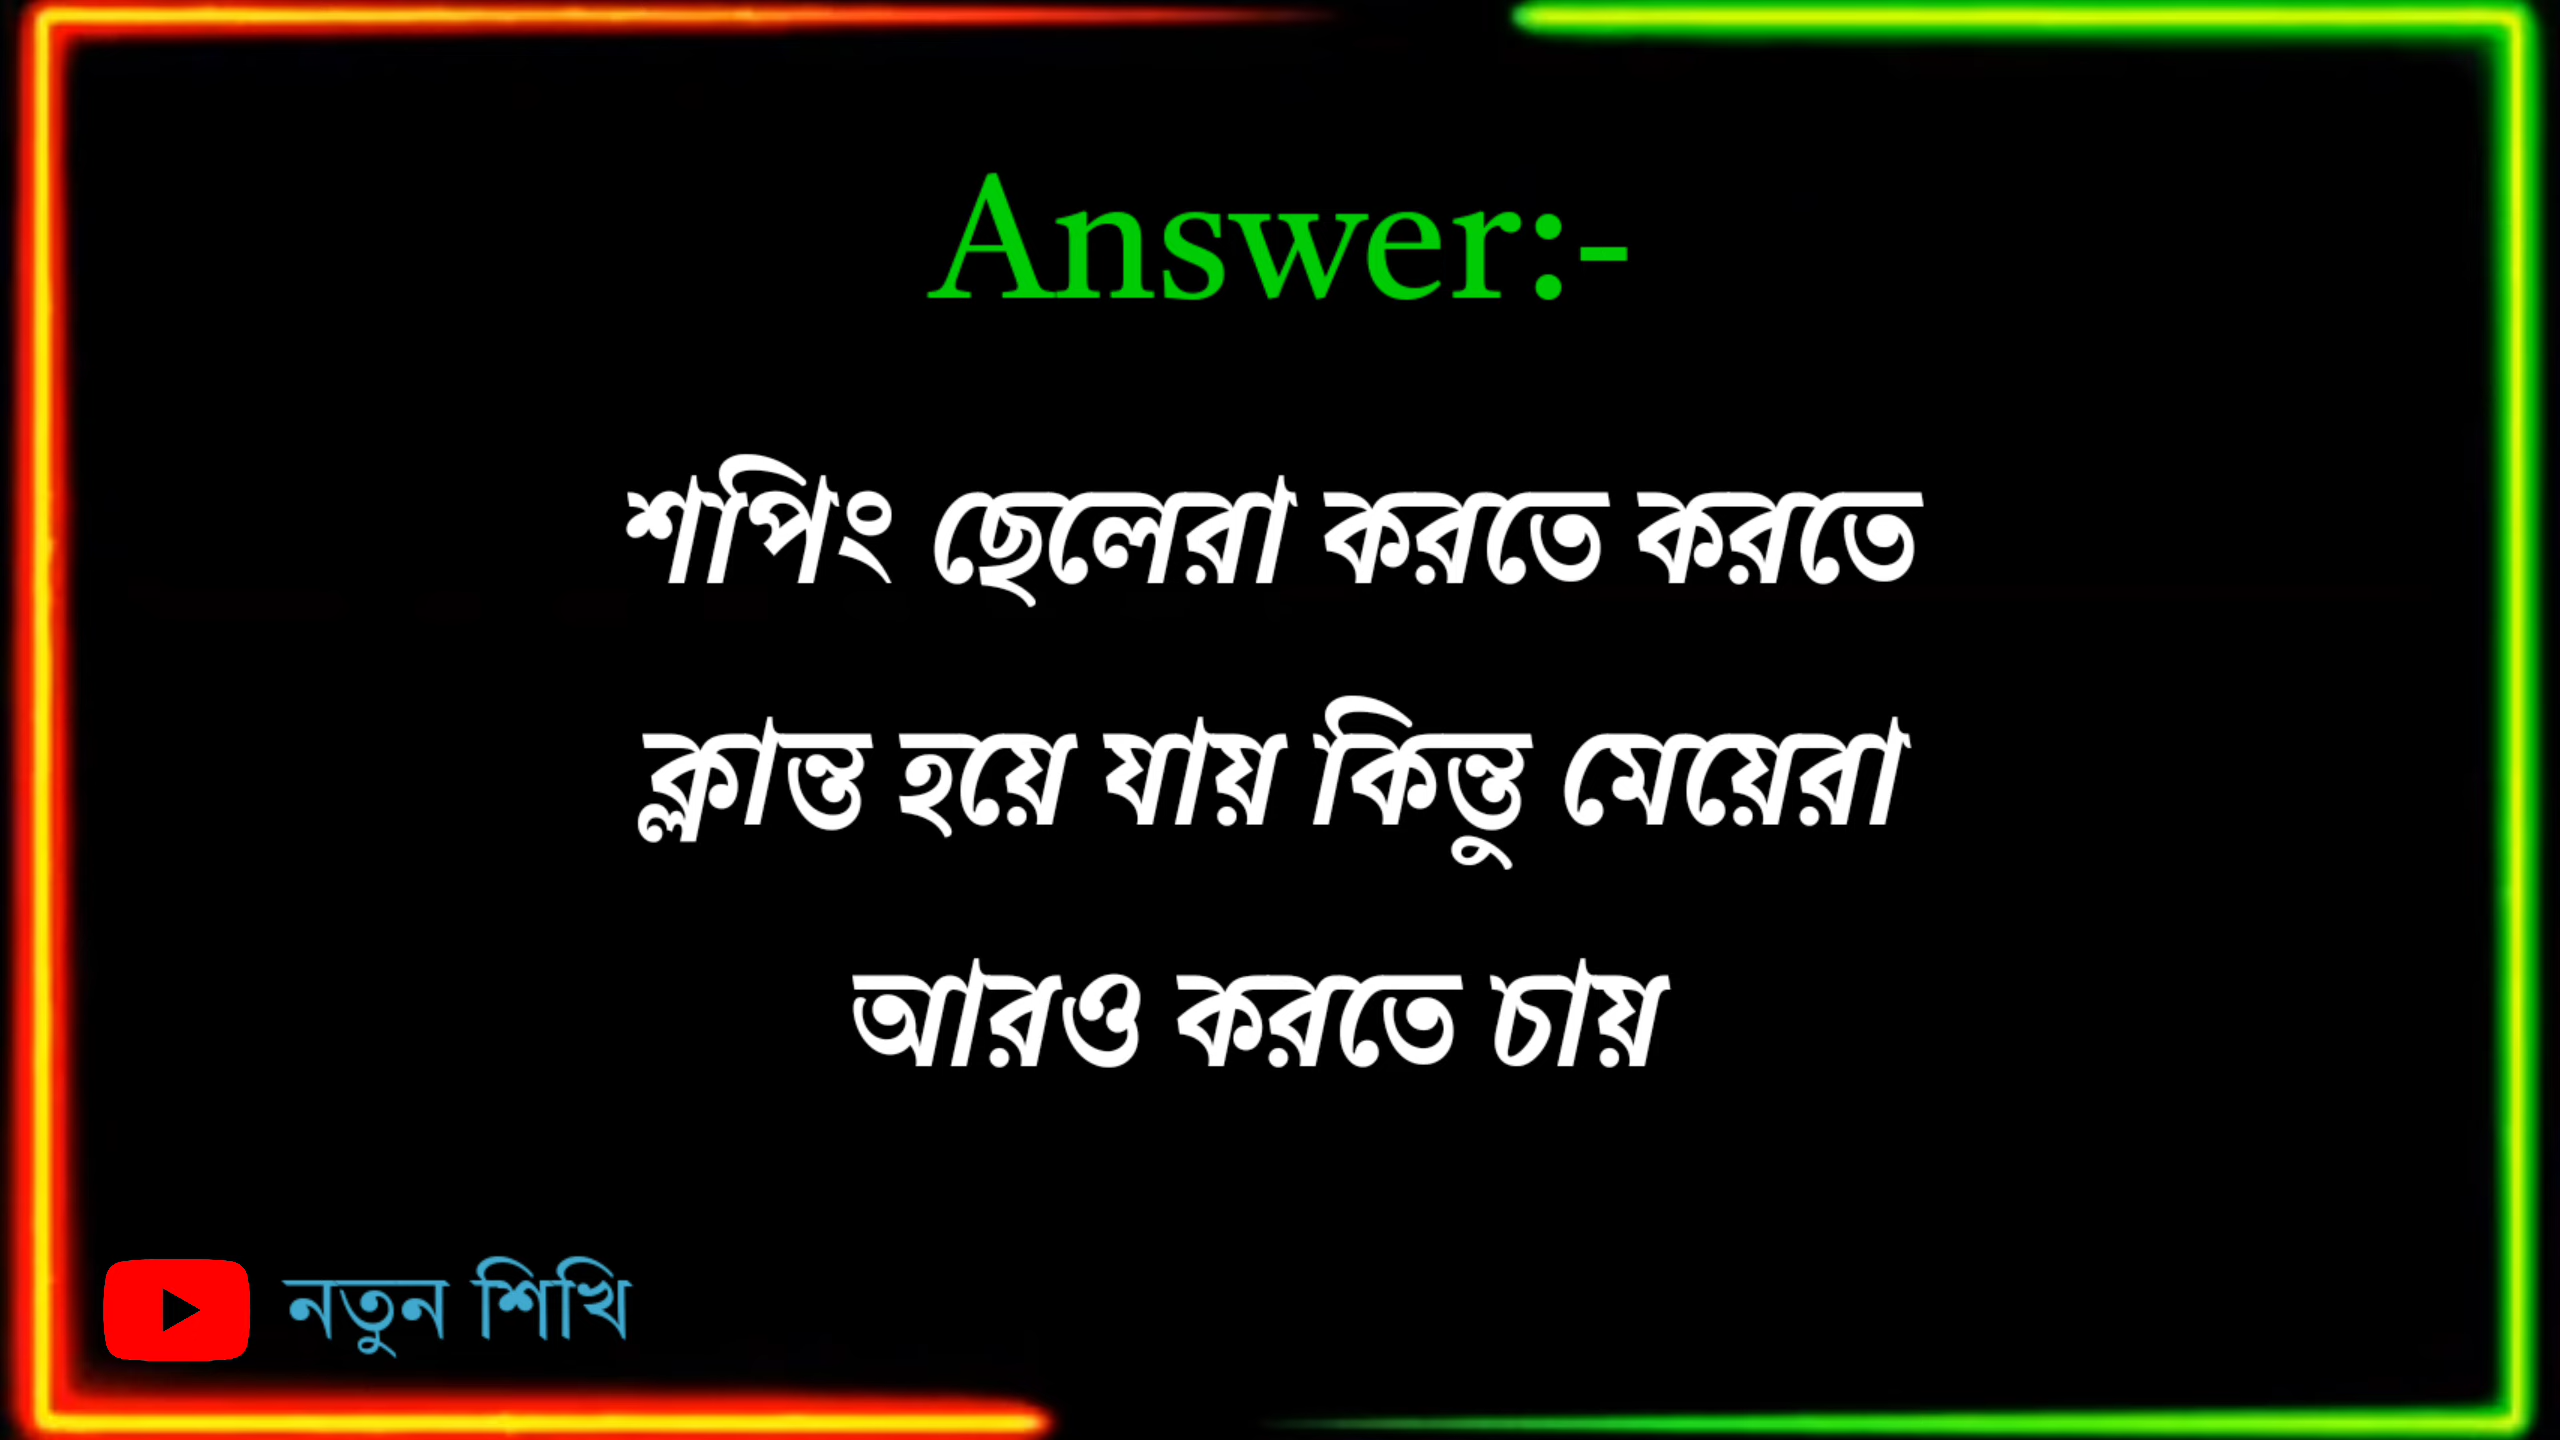 Answer:-
শপিং ছেলেরা করতে করতে
ক্লান্ত হয়ে যায় কিন্তু মেয়েরা
আরও করতে চায়
নতুন শিখি